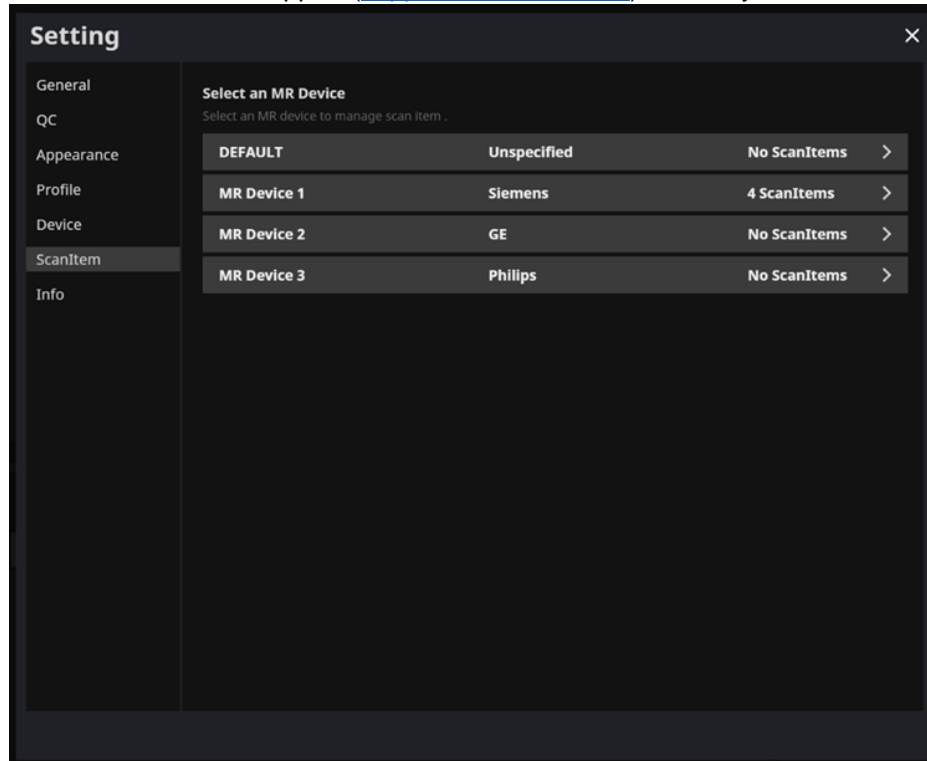 Setting
General
QC
Appearance
Profile
Device
ScanItem
Info
Select an MR Device
Select an MR device to manage scan item .
DEFAULT Unspecified No ScanItems
MR Device 1 Siemens 4 ScanItems
MR Device 2 GE No ScanItems
MR Device 3 Philips No ScanItems